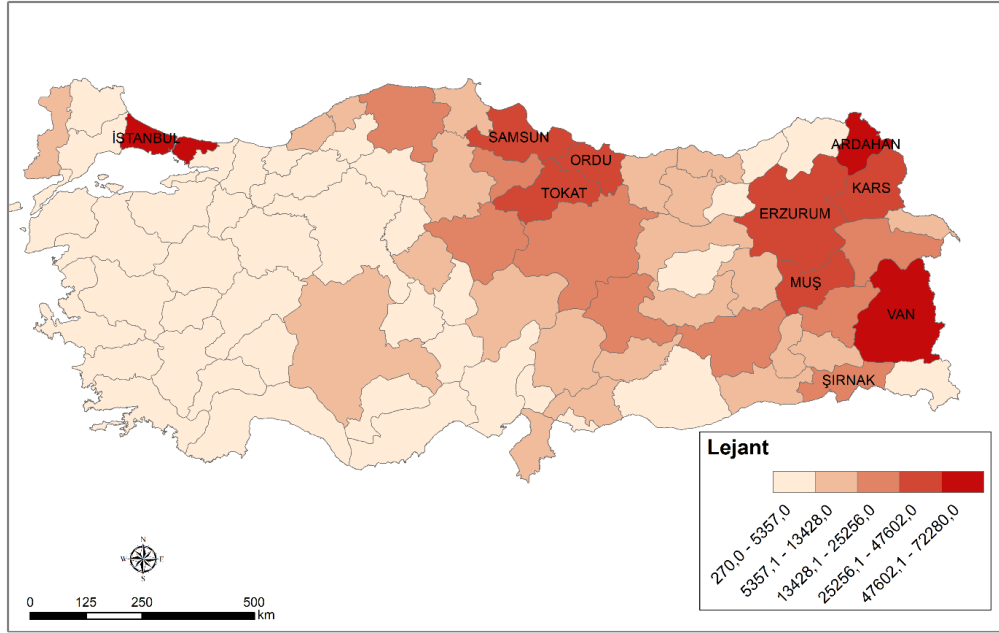 İSTANBUL
SAMSUN
ORDU
TOKAT
ARDAHAN
KARS
ERZURUM
MUŞ
VAN
ŞIRNAK
Lejant
270,0 - 5357,0
5357,1 - 13428,0
13428,1 - 25256,0
25256,1 - 47602,0
47602,1 - 72280,0
N
W E
S
0 125 250 500
km